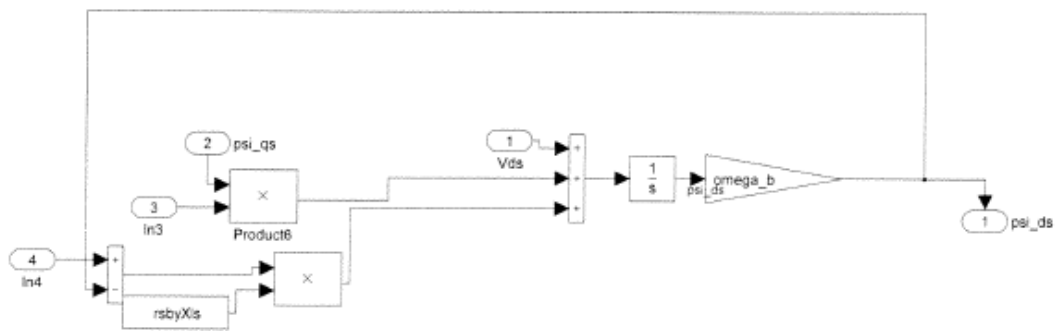 2
psi_qs
1
Vds
+
+
+
1
s
psi_ds
omega_b
×
3
In3
Product6
1
psi_ds
4
In4
+
−
×
rsbyXls